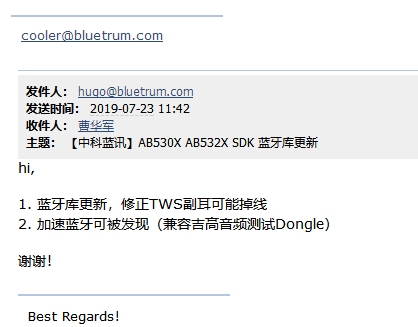 cooler@bluetrum.com
发件人： hugo@bluetrum.com
发送时间： 2019-07-23 11:42
收件人： 曹华军
主题： 【中科蓝讯】AB530X AB532X SDK 蓝牙库更新
hi,
1. 蓝牙库更新，修正TWS副耳可能掉线
2. 加速蓝牙可被发现（兼容吉高音频测试Dongle）
谢谢！
Best Regards!